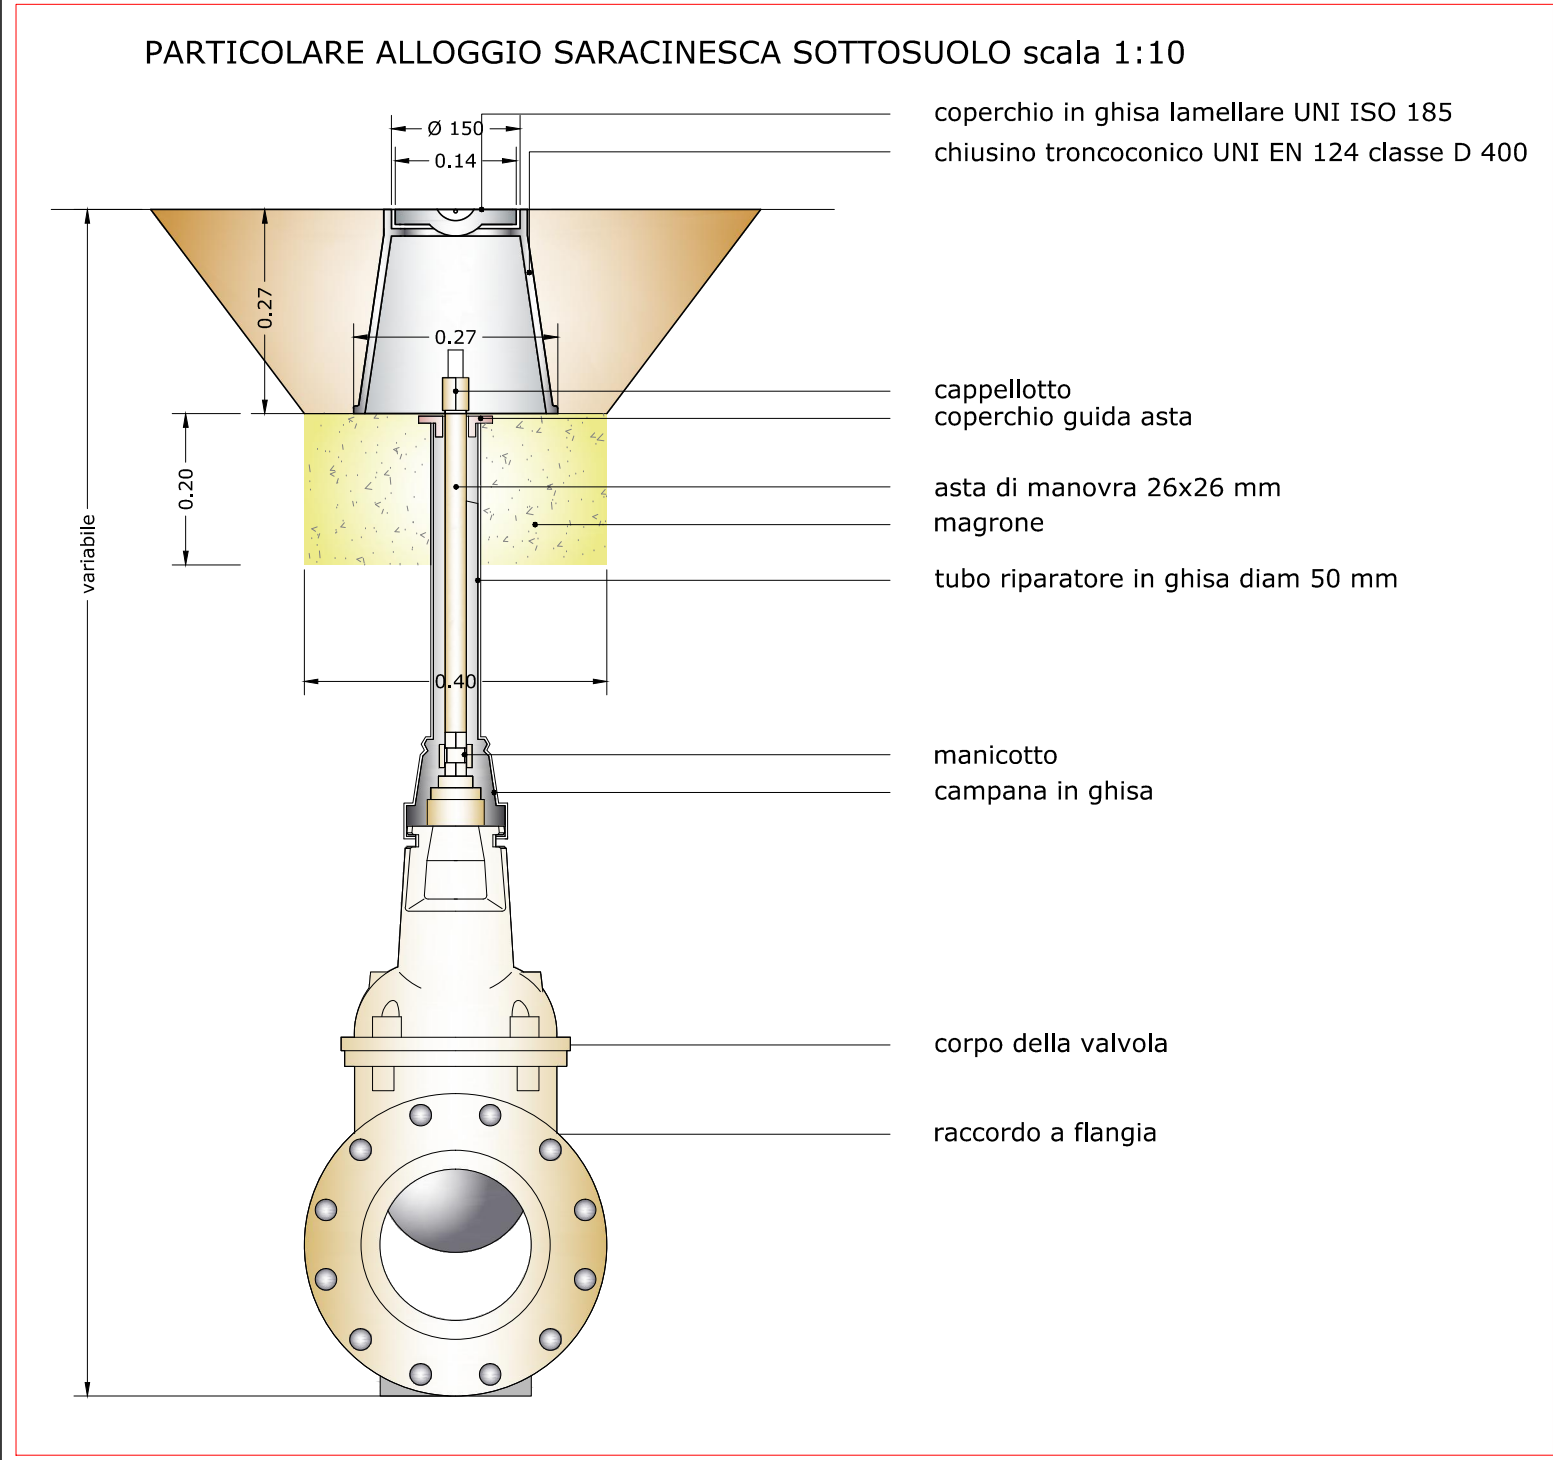 PARTICOLARE ALLOGGIO SARACINESCA SOTTOSUOLO scala 1:10
coperchio in ghisa lamellare UNI ISO 185
Ø 150
chiusino troncoconico UNI EN 124 classe D 400
0.14
0.27
0.27
cappellotto
coperchio guida asta
0.20
asta di manovra 26x26 mm
magrone
variabile
tubo riparatore in ghisa diam 50 mm
0.40
manicotto
campana in ghisa
corpo della valvola
raccordo a flangia